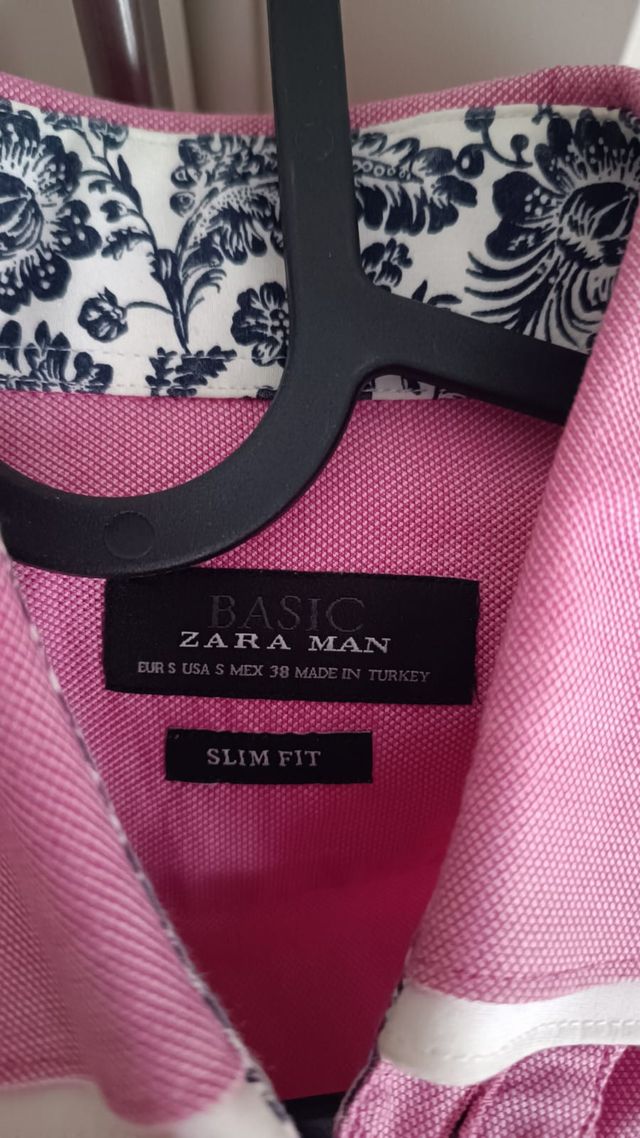 BASIC
ZARA MAN
EUR S USA S MEX 38 MADE IN TURKEY
SLIM FIT